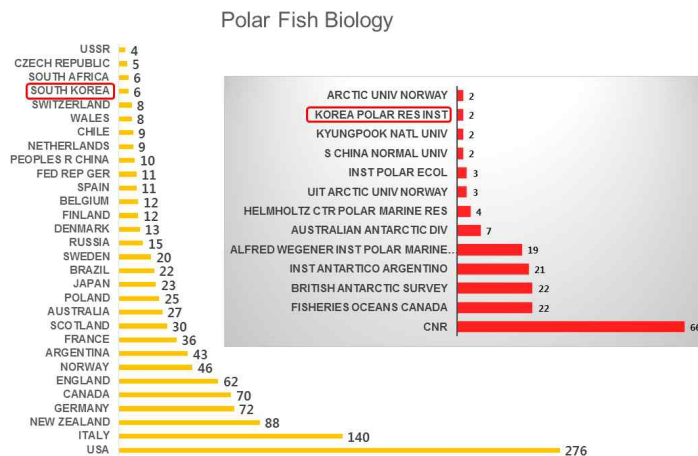 Polar Fish Biology
USSR 4
CZECH REPUBLIC 5
SOUTH AFRICA 6
SOUTH KOREA 6
SWITZERLAND 8
WALES 8
CHILE 9
NETHERLANDS 9
PEOPLES R CHINA 10
FED REP GER 11
SPAIN 11
BELGIUM 12
FINLAND 12
DENMARK 13
RUSSIA 15
SWEDEN 20
BRAZIL 22
JAPAN 23
POLAND 25
AUSTRALIA 27
SCOTLAND 30
FRANCE 36
ARGENTINA 43
NORWAY 46
ENGLAND 62
CANADA 70
GERMANY 72
NEW ZEALAND 88
ITALY 140
USA 276
ARCTIC UNIV NORWAY 2
KOREA POLAR RES INST 2
KYUNGPOOK NATL UNIV 2
S CHINA NORMAL UNIV 2
INST POLAR ECOL 3
UIT ARCTIC UNIV NORWAY 3
HELMHOLTZ CTR POLAR MARINE RES 4
AUSTRALIAN ANTARCTIC DIV 7
ALFRED WEGENER INST POLAR MARINE... 19
INST ANTARTICO ARGENTINO 21
BRITISH ANTARCTIC SURVEY 22
FISHERIES OCEANS CANADA 22
CNR 66